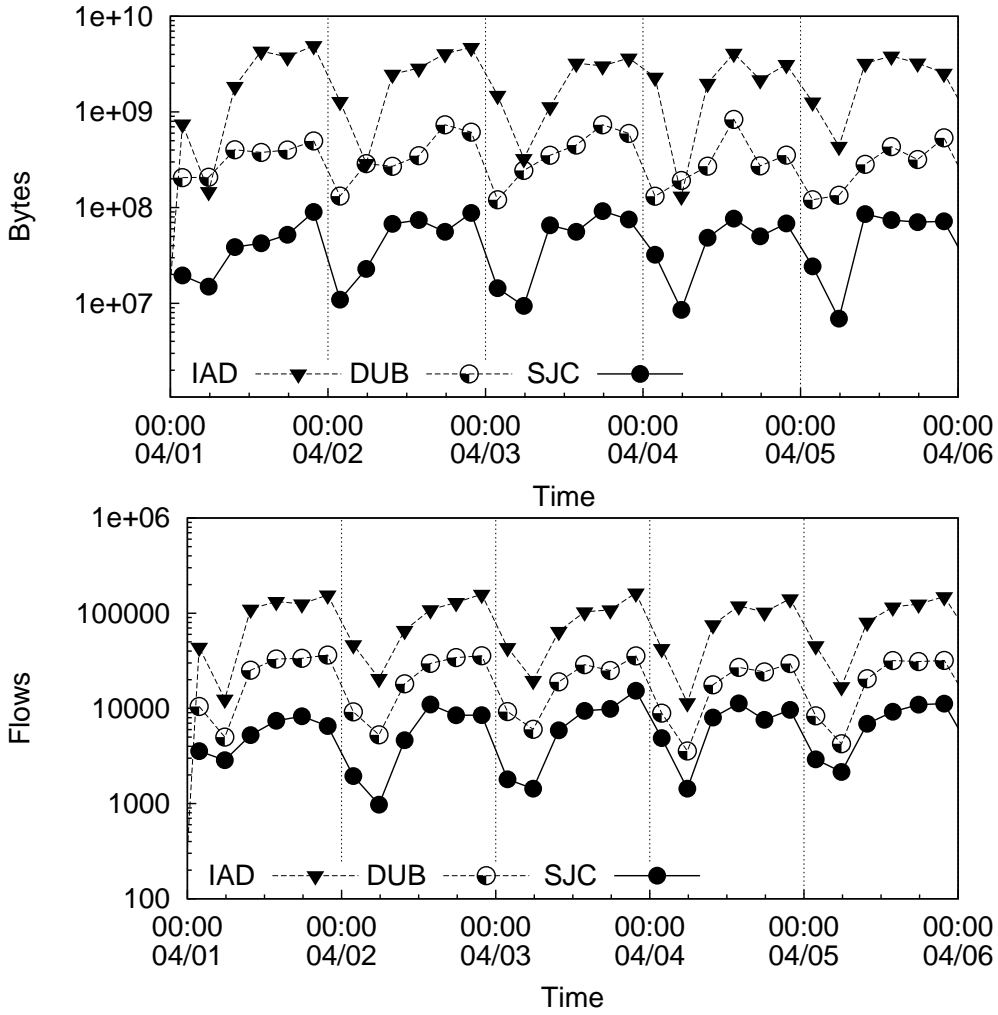 1e+10
1e+09
1e+08
1e+07
Bytes
IAD DUB SJC
00:00 00:00 00:00 00:00 00:00 00:00
04/01 04/02 04/03 04/04 04/05 04/06
Time
1e+06
100000
10000
1000
100
Flows
IAD DUB SJC
00:00 00:00 00:00 00:00 00:00 00:00
04/01 04/02 04/03 04/04 04/05 04/06
Time